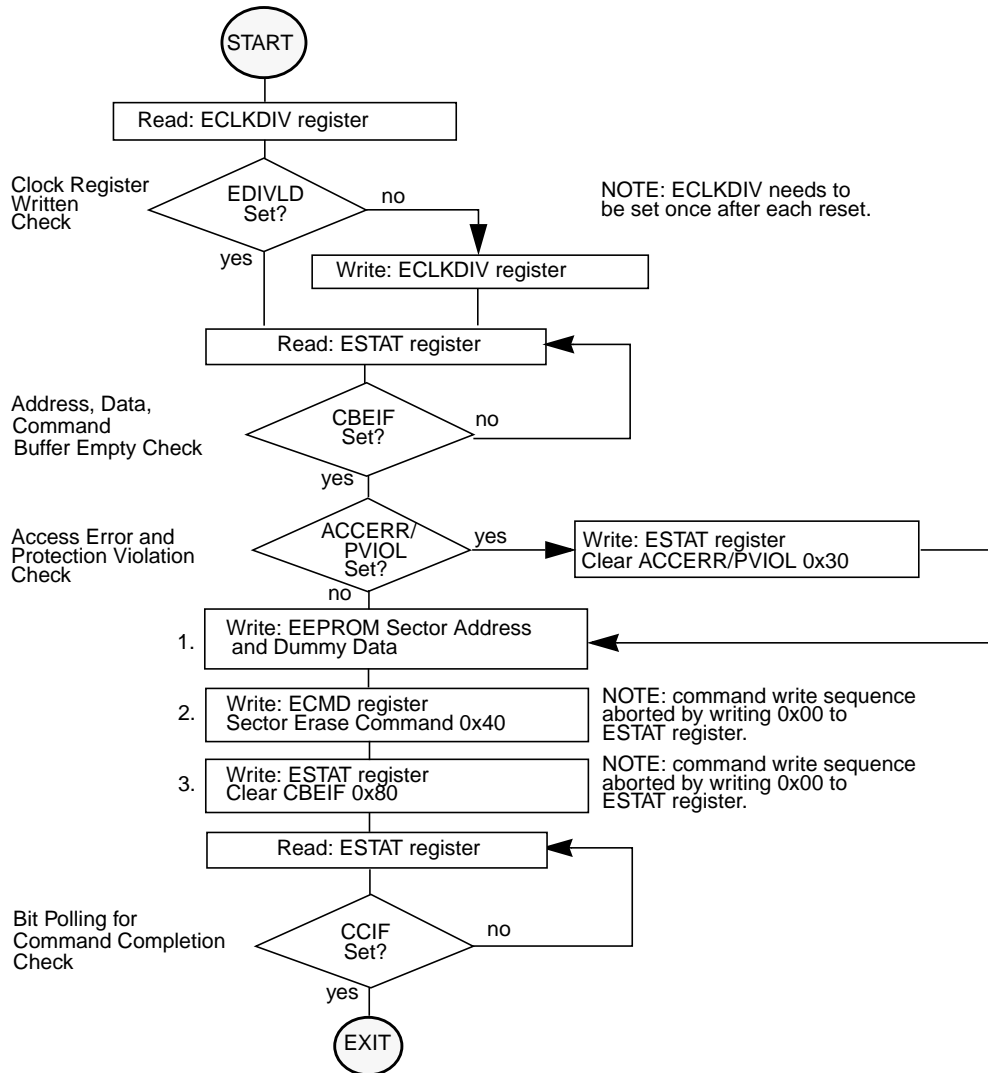 START
Read: ECLKDIV register
Clock Register
Written
Check
EDIVLD
Set?
no
yes
NOTE: ECLKDIV needs to
be set once after each reset.
Write: ECLKDIV register
Read: ESTAT register
Address, Data,
Command
Buffer Empty Check
CBEIF
Set?
no
yes
Access Error and
Protection Violation
Check
ACCERR/
PVIOL
Set?
yes
no
Write: ESTAT register
Clear ACCERR/PVIOL 0x30
1.
Write: EEPROM Sector Address
and Dummy Data
2.
Write: ECMD register
Sector Erase Command 0x40
NOTE: command write sequence
aborted by writing 0x00 to
ESTAT register.
3.
Write: ESTAT register
Clear CBEIF 0x80
NOTE: command write sequence
aborted by writing 0x00 to
ESTAT register.
Read: ESTAT register
Bit Polling for
Command Completion
Check
CCIF
Set?
no
yes
EXIT